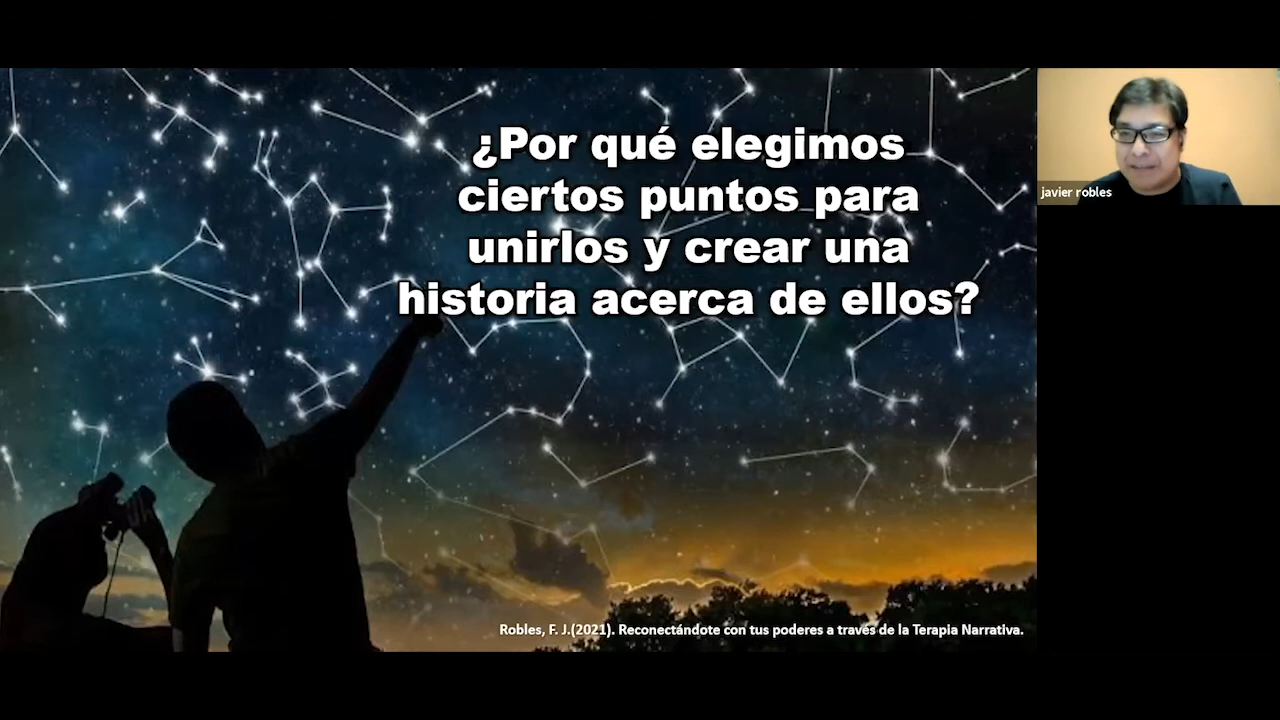 ¿Por qué elegimos
ciertos puntos para
unirlos y crear una
historia acerca de ellos?
javier robles
Robles, F. J.(2021). Reconectándote con tus poderes a través de la Terapia Narrativa.